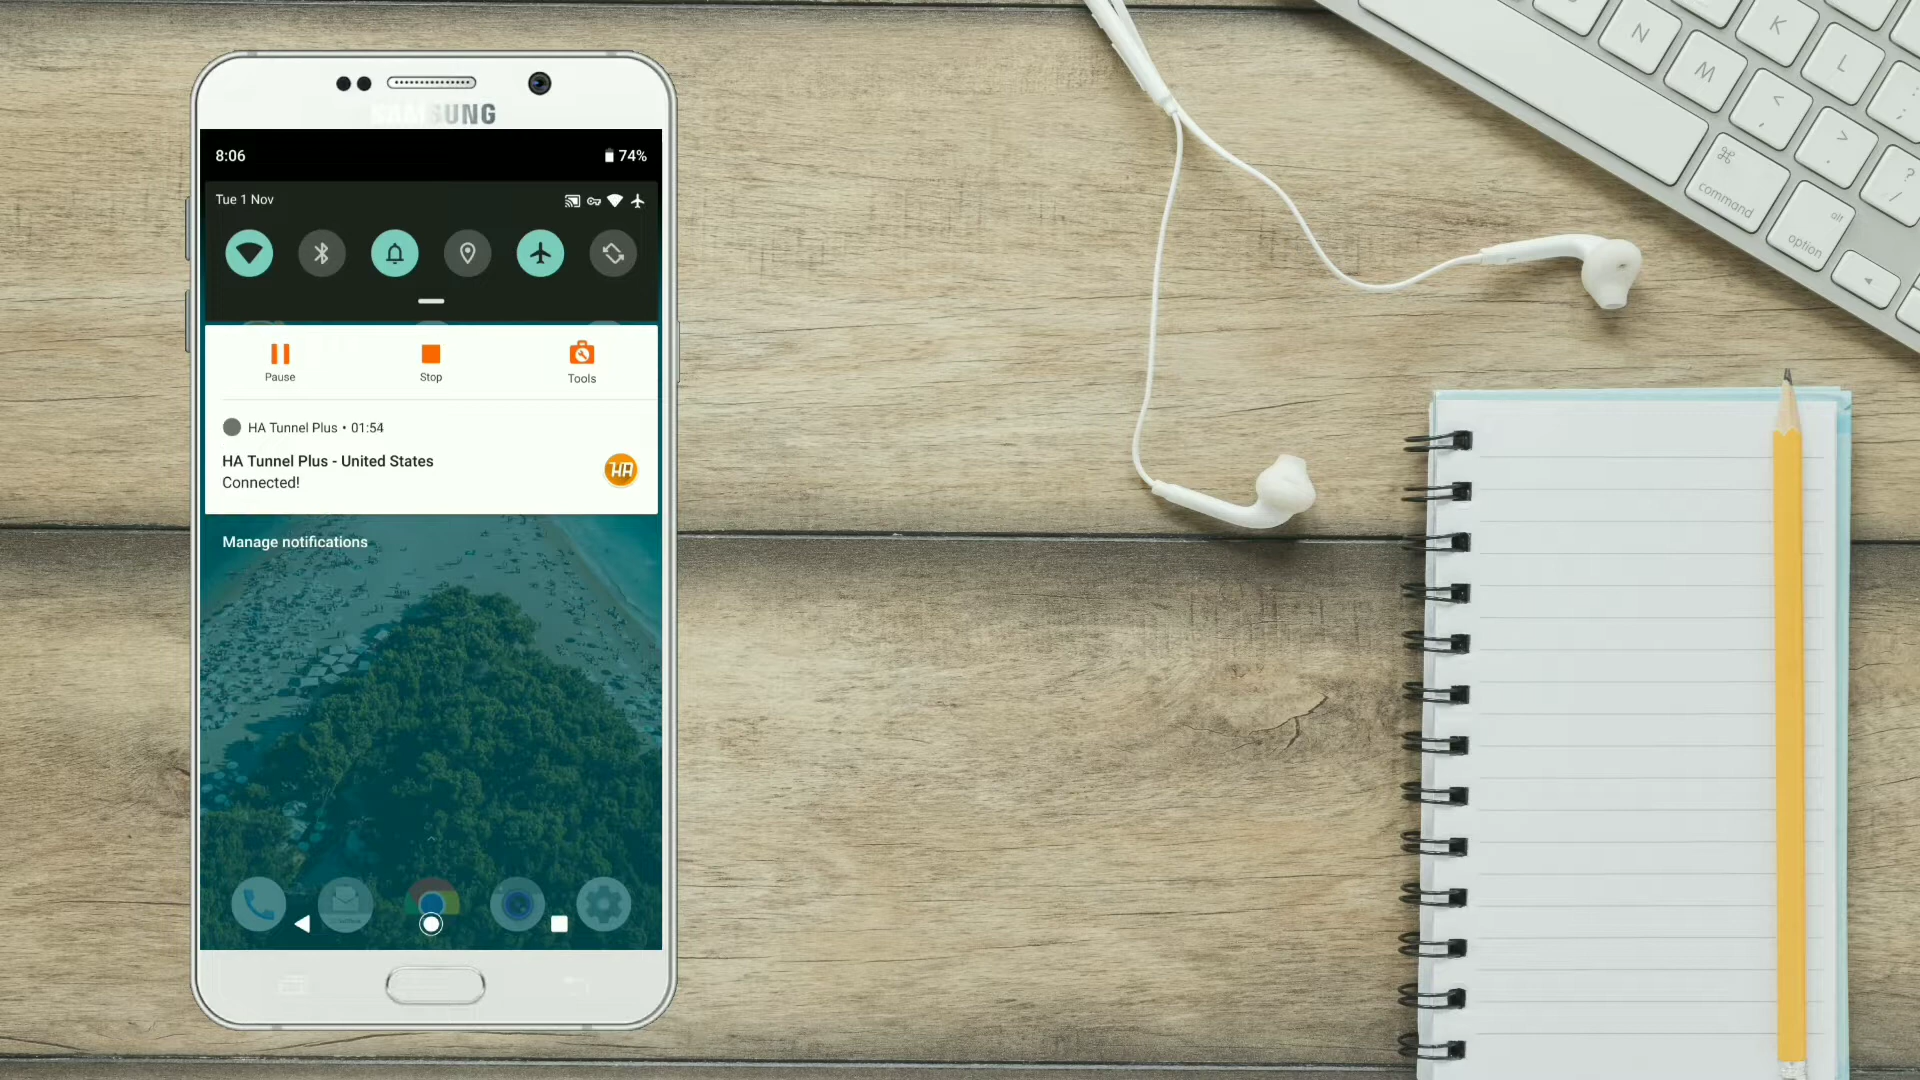 SAMSUNG
8:06
74%
Tue 1 Nov
Pause
Stop
Tools
HA Tunnel Plus • 01:54
HA Tunnel Plus - United States
Connected!
HA
Manage notifications
N
M
K
L
<
,
>
.
?
/
:
;
⌘
command
alt
option